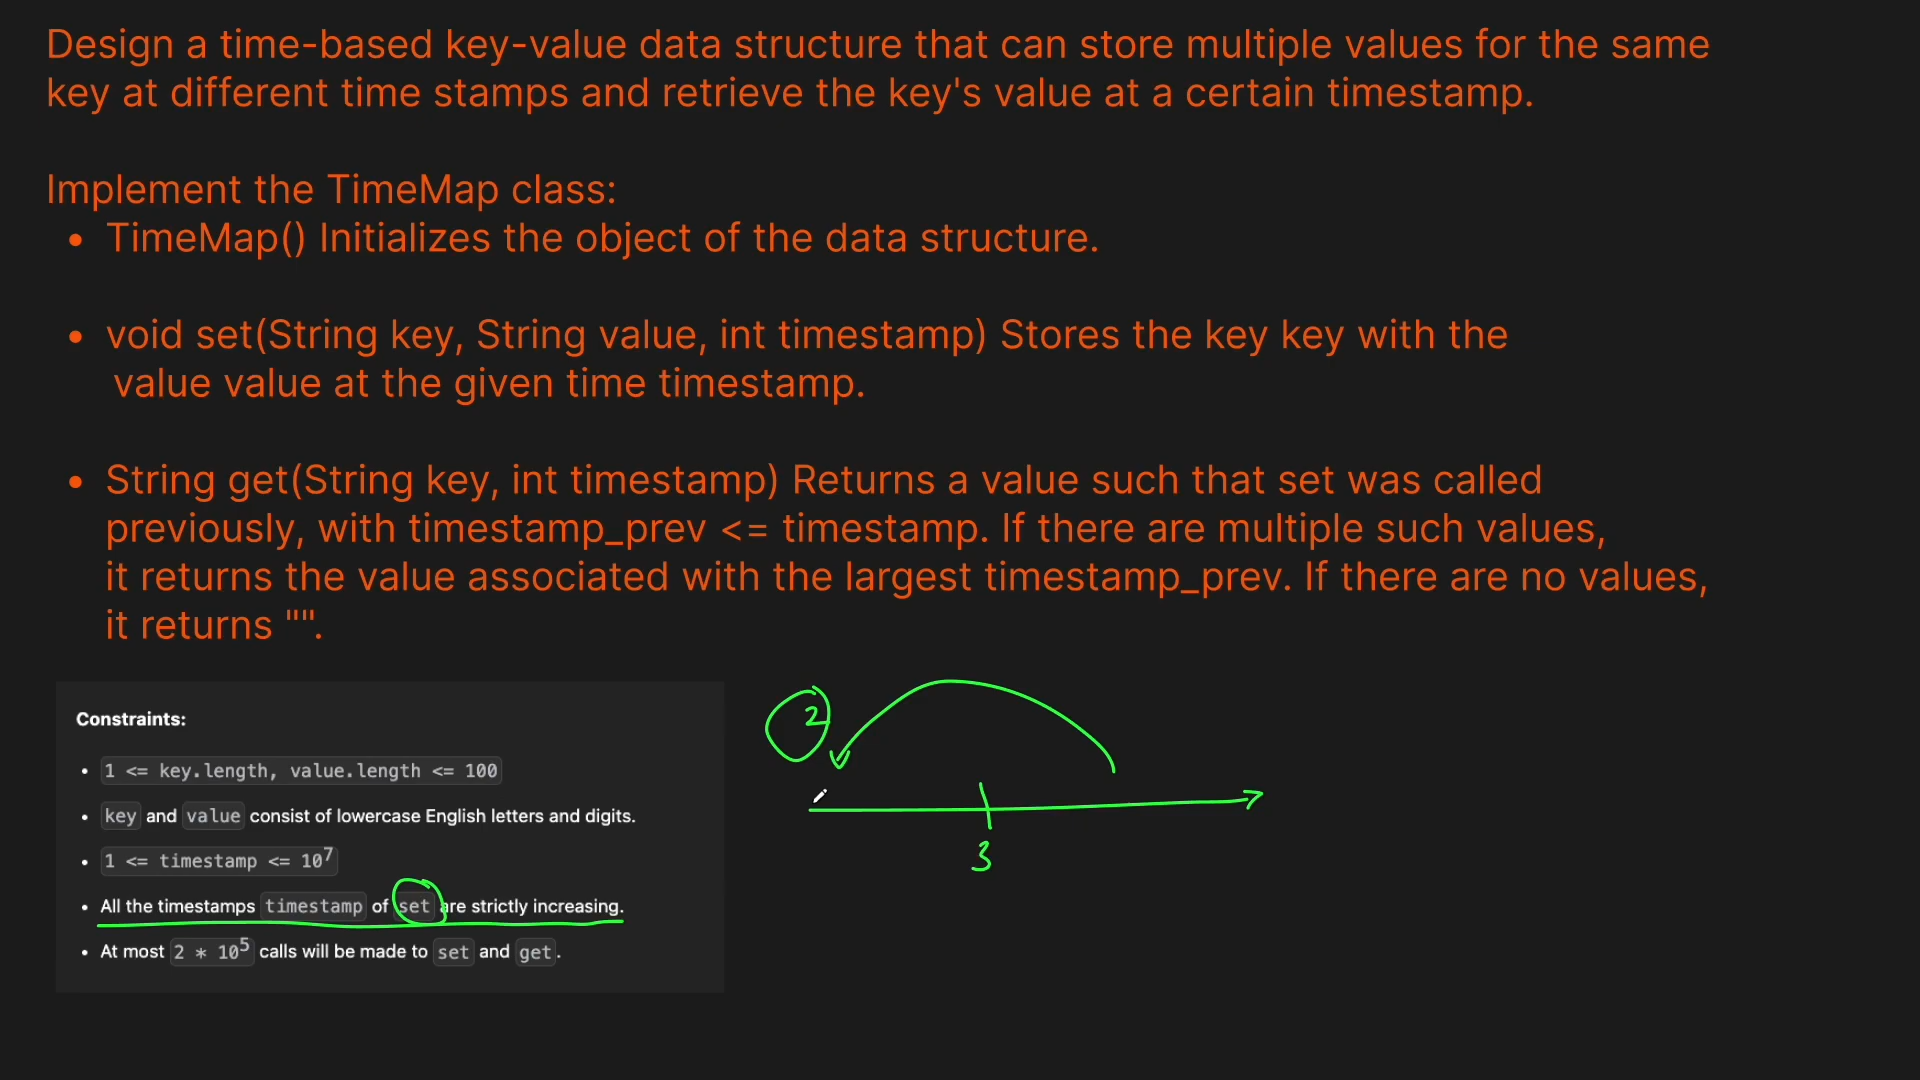 Design a time-based key-value data structure that can store multiple values for the same
key at different time stamps and retrieve the key's value at a certain timestamp.
Implement the TimeMap class:
• TimeMap() Initializes the object of the data structure.
• void set(String key, String value, int timestamp) Stores the key key with the
value value at the given time timestamp.
• String get(String key, int timestamp) Returns a value such that set was called
previously, with timestamp_prev <= timestamp. If there are multiple such values,
it returns the value associated with the largest timestamp_prev. If there are no values,
it returns "".
Constraints:
• 1 <= key.length, value.length <= 100
• key and value consist of lowercase English letters and digits.
• 1 <= timestamp <= 10^7
• All the timestamps timestamp of set are strictly increasing.
• At most 2 * 10^5 calls will be made to set and get.
2
3